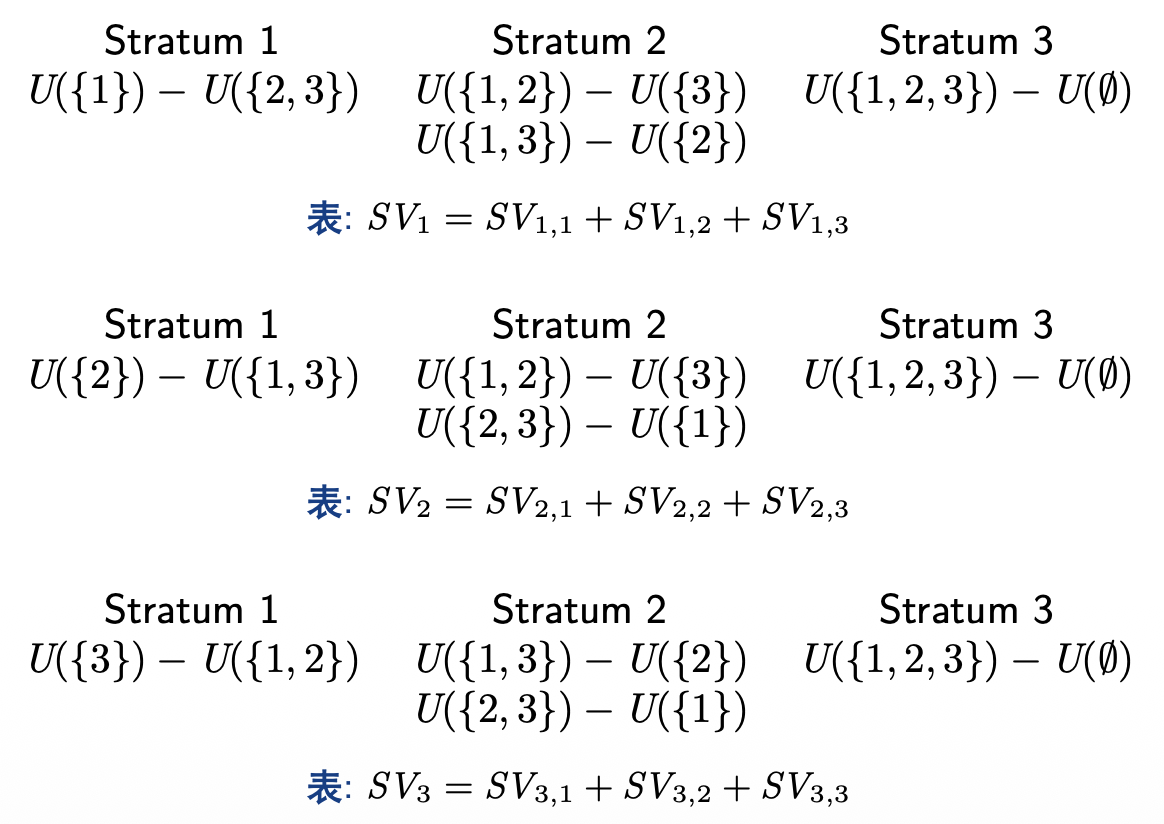 Stratum 1 Stratum 2 Stratum 3
U({1}) − U({2, 3}) U({1, 2}) − U({3}) U({1, 2, 3}) − U(∅)
U({1, 3}) − U({2})
表: SV₁ = SV₁,₁ + SV₁,₂ + SV₁,₃
Stratum 1 Stratum 2 Stratum 3
U({2}) − U({1, 3}) U({1, 2}) − U({3}) U({1, 2, 3}) − U(∅)
U({2, 3}) − U({1})
表: SV₂ = SV₂,₁ + SV₂,₂ + SV₂,₃
Stratum 1 Stratum 2 Stratum 3
U({3}) − U({1, 2}) U({1, 3}) − U({2}) U({1, 2, 3}) − U(∅)
U({2, 3}) − U({1})
表: SV₃ = SV₃,₁ + SV₃,₂ + SV₃,₃